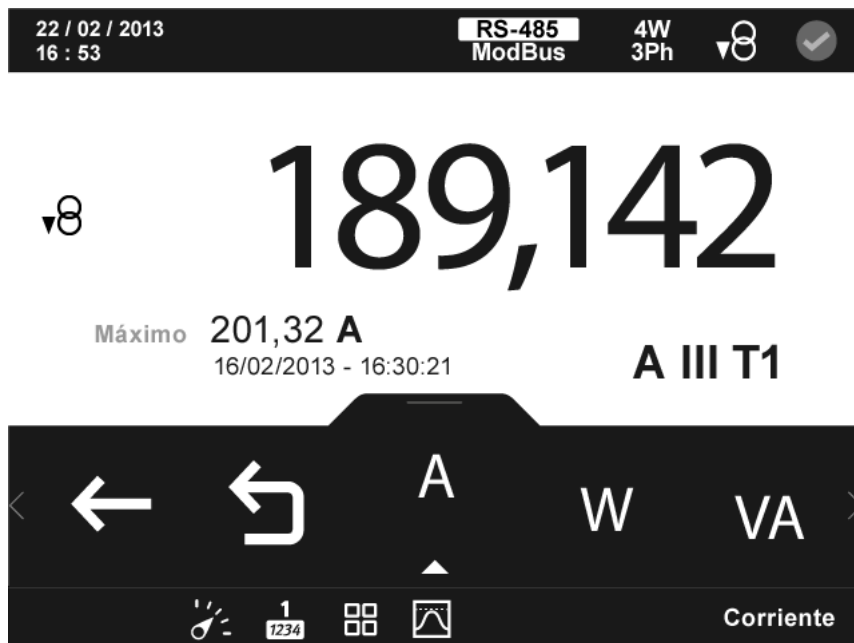 22 / 02 / 2013
16 : 53
RS-485
ModBus
4W
3Ph
189,142
Máximo 201,32 A
16/02/2013 - 16:30:21
A III T1
A
W
VA
1
1234
Corriente